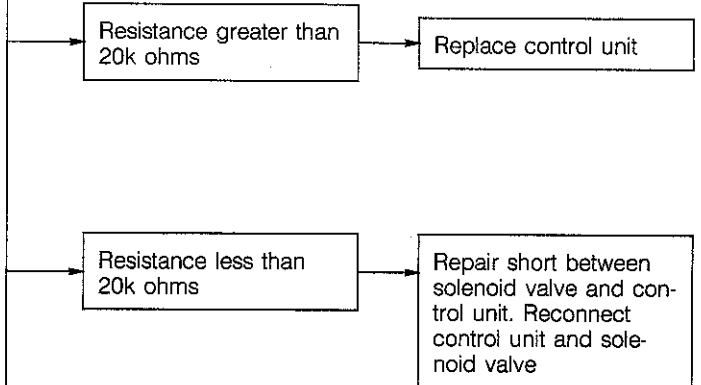 Resistance greater than
20k ohms
Replace control unit
Resistance less than
20k ohms
Repair short between
solenoid valve and con-
trol unit. Reconnect
control unit and sole-
noid valve